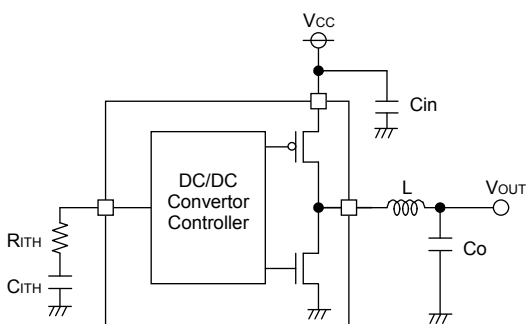 VCC
Cin
DC/DC
Convertor
Controller
L
VOUT
RITH
Co
CITH